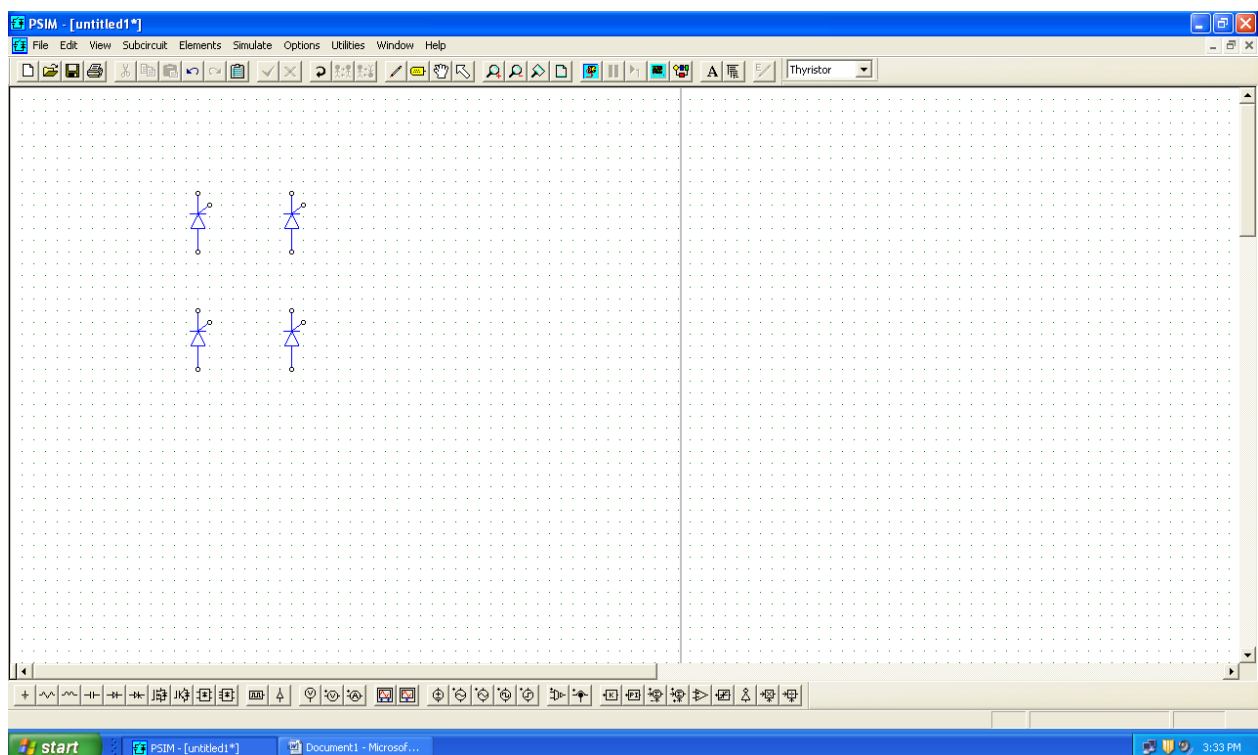 PSIM - [untitled1*]
File Edit View Subcircuit Elements Simulate Options Utilities Window Help
A Thyristor
start PSIM - [untitled1*] Document1 - Microsof... 3:33 PM